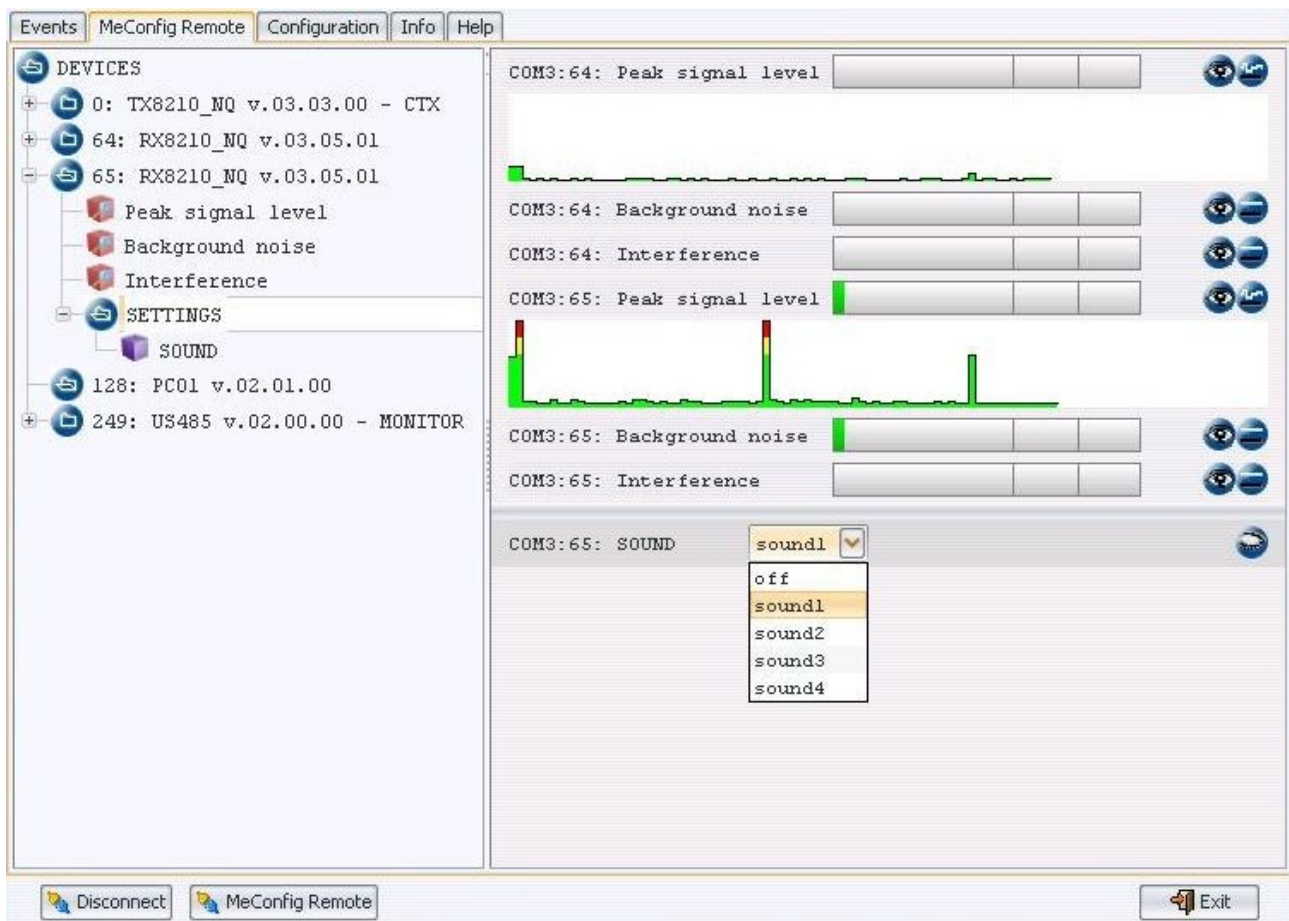 Events MeConfig Remote Configuration Info Help
DEVICES
0: TX8210_NQ v.03.03.00 - CTX
64: RX8210_NQ v.03.05.01
65: RX8210_NQ v.03.05.01
Peak signal level
Background noise
Interference
SETTINGS
SOUND
128: PC01 v.02.01.00
249: US485 v.02.00.00 - MONITOR
COM3:64: Peak signal level
COM3:64: Background noise
COM3:64: Interference
COM3:65: Peak signal level
COM3:65: Background noise
COM3:65: Interference
COM3:65: SOUND sound1
off
sound1
sound2
sound3
sound4
Disconnect MeConfig Remote Exit